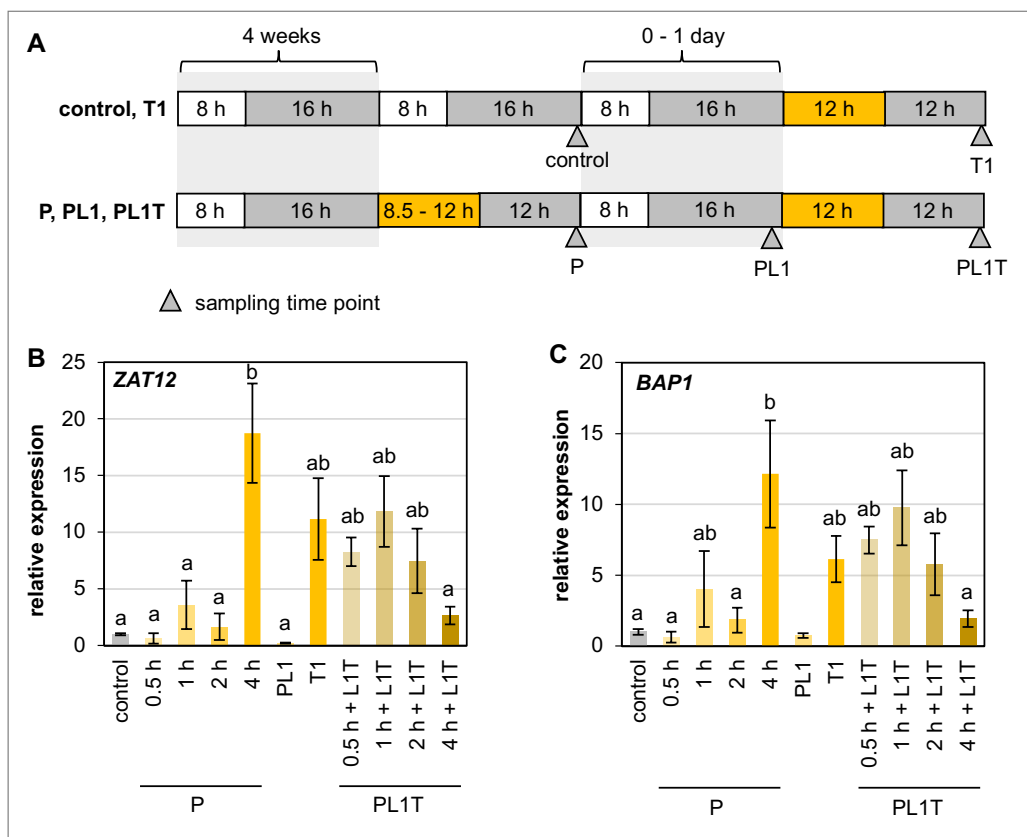 A
4 weeks
0 - 1 day
control, T1
8 h
16 h
8 h
16 h
8 h
16 h
12 h
12 h
control
T1
P, PL1, PL1T
8 h
16 h
8.5 - 12 h
12 h
8 h
16 h
12 h
12 h
P
PL1
PL1T
sampling time point
B
ZAT12
relative expression
25
20
15
10
5
0
a
a
a
a
b
a
ab
ab
ab
ab
a
control
0.5 h
1 h
2 h
4 h
PL1
T1
0.5 h + L1T
1 h + L1T
2 h + L1T
4 h + L1T
P
PL1T
C
BAP1
relative expression
20
15
10
5
0
a
a
ab
a
b
a
ab
ab
ab
ab
a
control
0.5 h
1 h
2 h
4 h
PL1
T1
0.5 h + L1T
1 h + L1T
2 h + L1T
4 h + L1T
P
PL1T